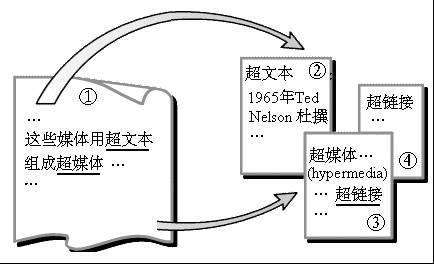 ①
…
这些媒体用超文本
组成超媒体 …
…
超文本 ②
1965年Ted
Nelson 杜撰
…
超媒体…
(hypermedia)
… 超链接
… ③
超链接
…
④